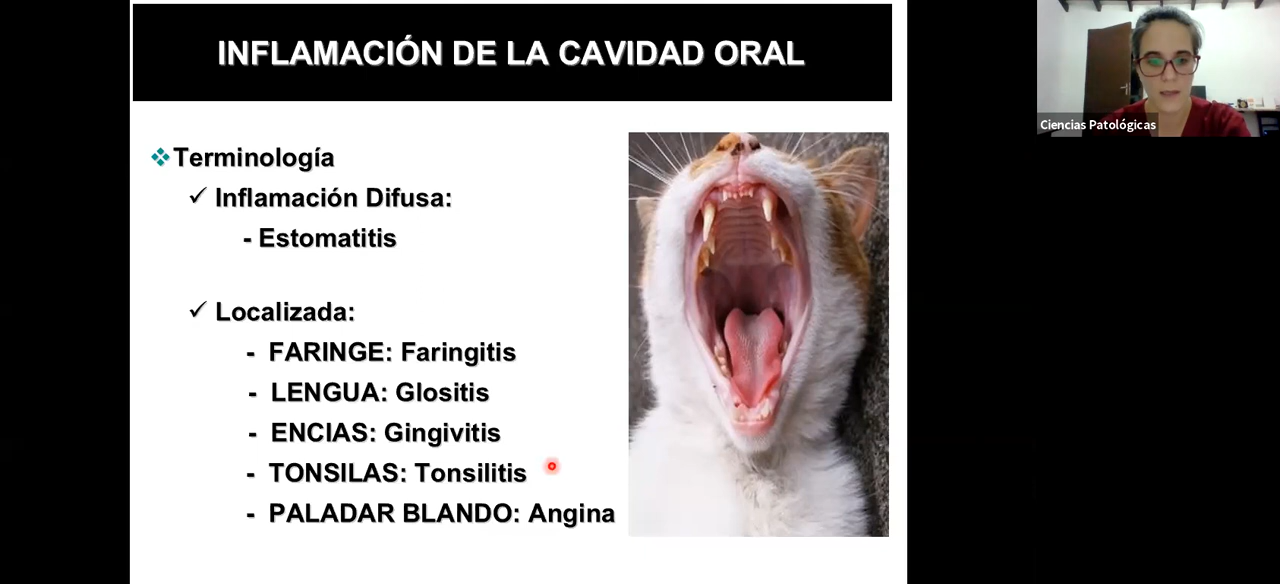 INFLAMACIÓN DE LA CAVIDAD ORAL
Terminología
✓ Inflamación Difusa:
- Estomatitis
✓ Localizada:
- FARINGE: Faringitis
- LENGUA: Glositis
- ENCIAS: Gingivitis
- TONSILAS: Tonsilitis
- PALADAR BLANDO: Angina
Ciencias Patológicas